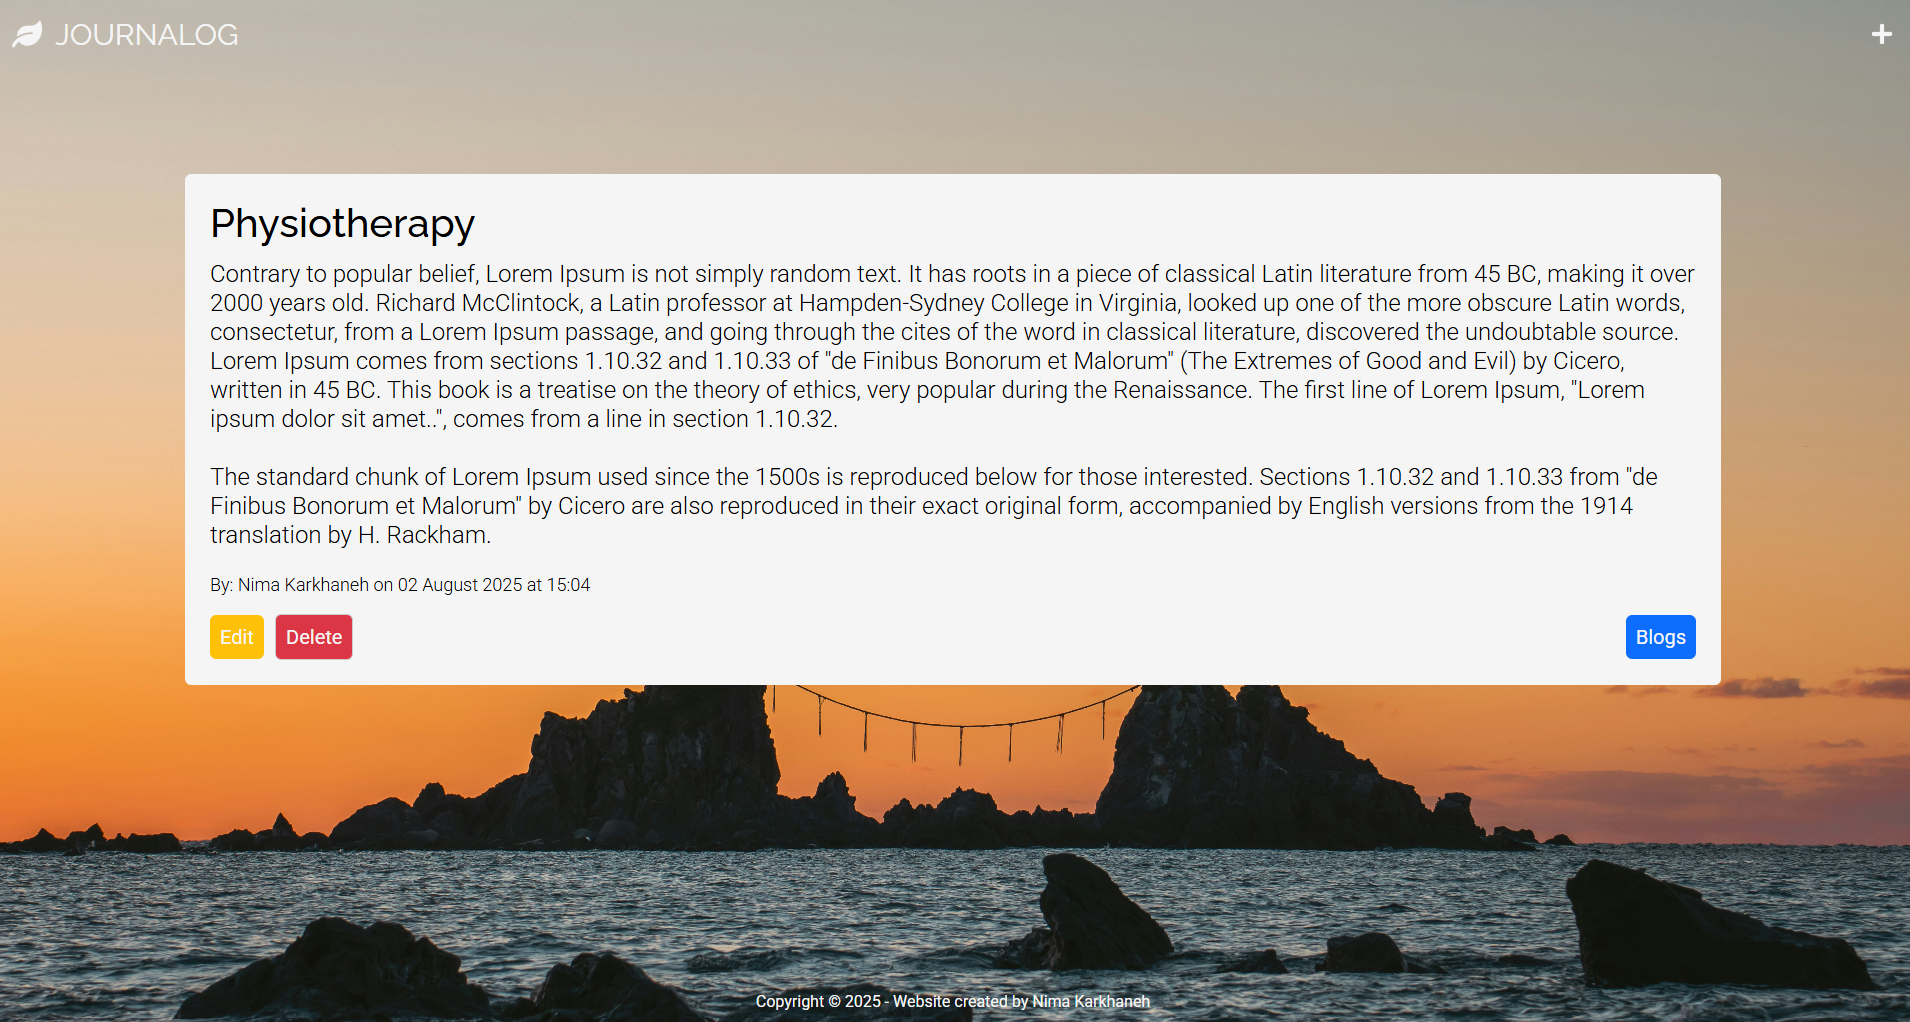 JOURNALOG
Physiotherapy
Contrary to popular belief, Lorem Ipsum is not simply random text. It has roots in a piece of classical Latin literature from 45 BC, making it over
2000 years old. Richard McClintock, a Latin professor at Hampden-Sydney College in Virginia, looked up one of the more obscure Latin words,
consectetur, from a Lorem Ipsum passage, and going through the cites of the word in classical literature, discovered the undoubtable source.
Lorem Ipsum comes from sections 1.10.32 and 1.10.33 of "de Finibus Bonorum et Malorum" (The Extremes of Good and Evil) by Cicero,
written in 45 BC. This book is a treatise on the theory of ethics, very popular during the Renaissance. The first line of Lorem Ipsum, "Lorem
ipsum dolor sit amet..", comes from a line in section 1.10.32.
The standard chunk of Lorem Ipsum used since the 1500s is reproduced below for those interested. Sections 1.10.32 and 1.10.33 from "de
Finibus Bonorum et Malorum" by Cicero are also reproduced in their exact original form, accompanied by English versions from the 1914
translation by H. Rackham.
By: Nima Karkhaneh on 02 August 2025 at 15:04
Edit Delete Blogs
Copyright © 2025 - Website created by Nima Karkhaneh